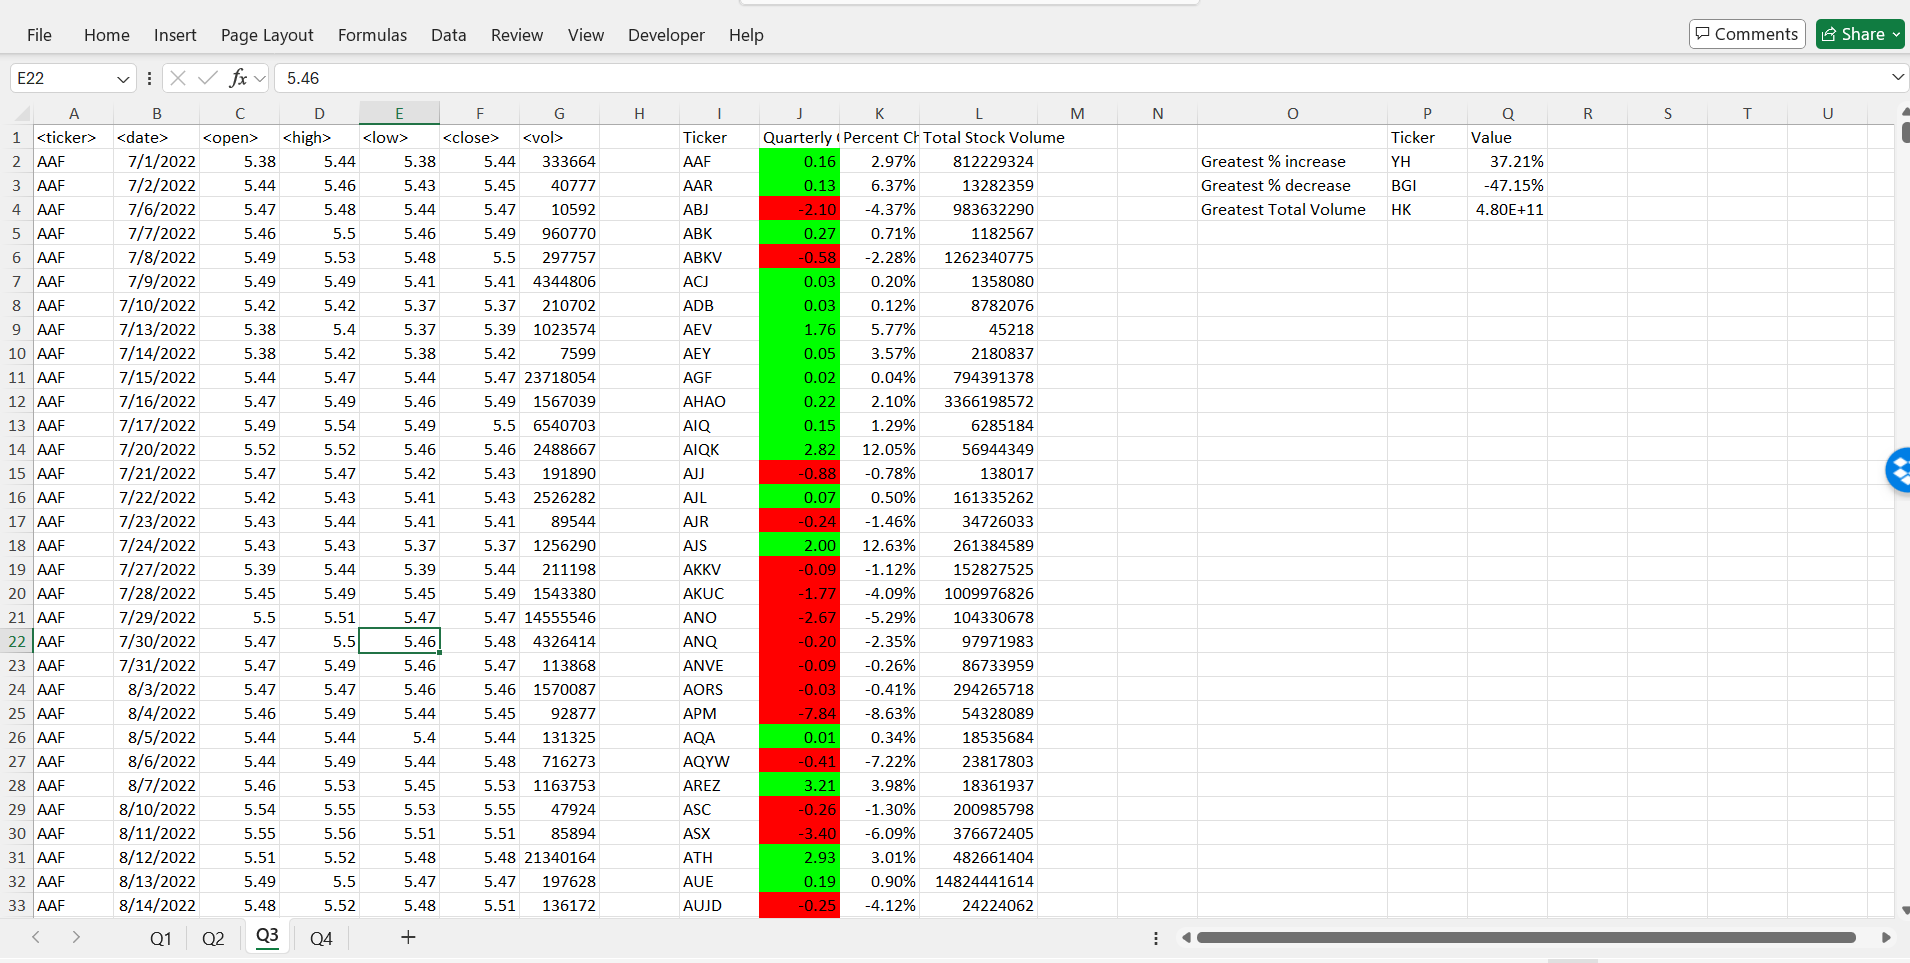 File Home Insert Page Layout Formulas Data Review View Developer Help Comments Share
E22 fx 5.46
A B C D E F G H I J K L M N O P Q R S T U
1 <ticker> <date> <open> <high> <low> <close> <vol> Ticker Quarterly Percent Ch Total Stock Volume Ticker Value
2 AAF 7/1/2022 5.38 5.44 5.38 5.44 333664 AAF 0.16 2.97% 812229324 Greatest % increase YH 37.21%
3 AAF 7/2/2022 5.44 5.46 5.43 5.45 40777 AAR 0.13 6.37% 13282359 Greatest % decrease BGI -47.15%
4 AAF 7/6/2022 5.47 5.48 5.44 5.47 10592 ABJ -2.10 -4.37% 983632290 Greatest Total Volume HK 4.80E+11
5 AAF 7/7/2022 5.46 5.5 5.46 5.49 960770 ABK 0.27 0.71% 1182567
6 AAF 7/8/2022 5.49 5.53 5.48 5.5 297757 ABKV -0.58 -2.28% 1262340775
7 AAF 7/9/2022 5.49 5.49 5.41 5.41 4344806 ACJ 0.03 0.20% 1358080
8 AAF 7/10/2022 5.42 5.42 5.37 5.37 210702 ADB 0.03 0.12% 8782076
9 AAF 7/13/2022 5.38 5.4 5.37 5.39 1023574 AEV 1.76 5.77% 45218
10 AAF 7/14/2022 5.38 5.42 5.38 5.42 7599 AEY 0.05 3.57% 2180837
11 AAF 7/15/2022 5.44 5.47 5.44 5.47 23718054 AGF 0.02 0.04% 794391378
12 AAF 7/16/2022 5.47 5.49 5.46 5.49 1567039 AHAO 0.22 2.10% 3366198572
13 AAF 7/17/2022 5.49 5.54 5.49 5.5 6540703 AIQ 0.15 1.29% 6285184
14 AAF 7/20/2022 5.52 5.52 5.46 5.46 2488667 AIQK 2.82 12.05% 56944349
15 AAF 7/21/2022 5.47 5.47 5.42 5.43 191890 AJJ -0.88 -0.78% 138017
16 AAF 7/22/2022 5.42 5.43 5.41 5.43 2526282 AJL 0.07 0.50% 161335262
17 AAF 7/23/2022 5.43 5.44 5.41 5.41 89544 AJR -0.24 -1.46% 34726033
18 AAF 7/24/2022 5.43 5.43 5.37 5.37 1256290 AJS 2.00 12.63% 261384589
19 AAF 7/27/2022 5.39 5.44 5.39 5.44 211198 AKKV -0.09 -1.12% 152827525
20 AAF 7/28/2022 5.45 5.49 5.45 5.49 1543380 AKUC -1.77 -4.09% 1009976826
21 AAF 7/29/2022 5.5 5.51 5.47 5.47 14555546 ANO -2.67 -5.29% 104330678
22 AAF 7/30/2022 5.47 5.5 5.46 5.48 4326414 ANQ -0.20 -2.35% 97971983
23 AAF 7/31/2022 5.47 5.49 5.46 5.47 113868 ANVE -0.09 -0.26% 86733959
24 AAF 8/3/2022 5.47 5.47 5.46 5.46 1570087 AORS -0.03 -0.41% 294265718
25 AAF 8/4/2022 5.46 5.49 5.44 5.45 92877 APM -7.84 -8.63% 54328089
26 AAF 8/5/2022 5.44 5.44 5.4 5.44 131325 AQA 0.01 0.34% 18535684
27 AAF 8/6/2022 5.44 5.49 5.44 5.48 716273 AQYW -0.41 -7.22% 23817803
28 AAF 8/7/2022 5.46 5.53 5.45 5.53 1163753 AREZ 3.21 3.98% 18361937
29 AAF 8/10/2022 5.54 5.55 5.53 5.55 47924 ASC -0.26 -1.30% 200985798
30 AAF 8/11/2022 5.55 5.56 5.51 5.51 85894 ASX -3.40 -6.09% 376672405
31 AAF 8/12/2022 5.51 5.52 5.48 5.48 21340164 ATH 2.93 3.01% 482661404
32 AAF 8/13/2022 5.49 5.5 5.47 5.47 197628 AUE 0.19 0.90% 14824441614
33 AAF 8/14/2022 5.48 5.52 5.48 5.51 136172 AUJD -0.25 -4.12% 24224062
Q1 Q2 Q3 Q4